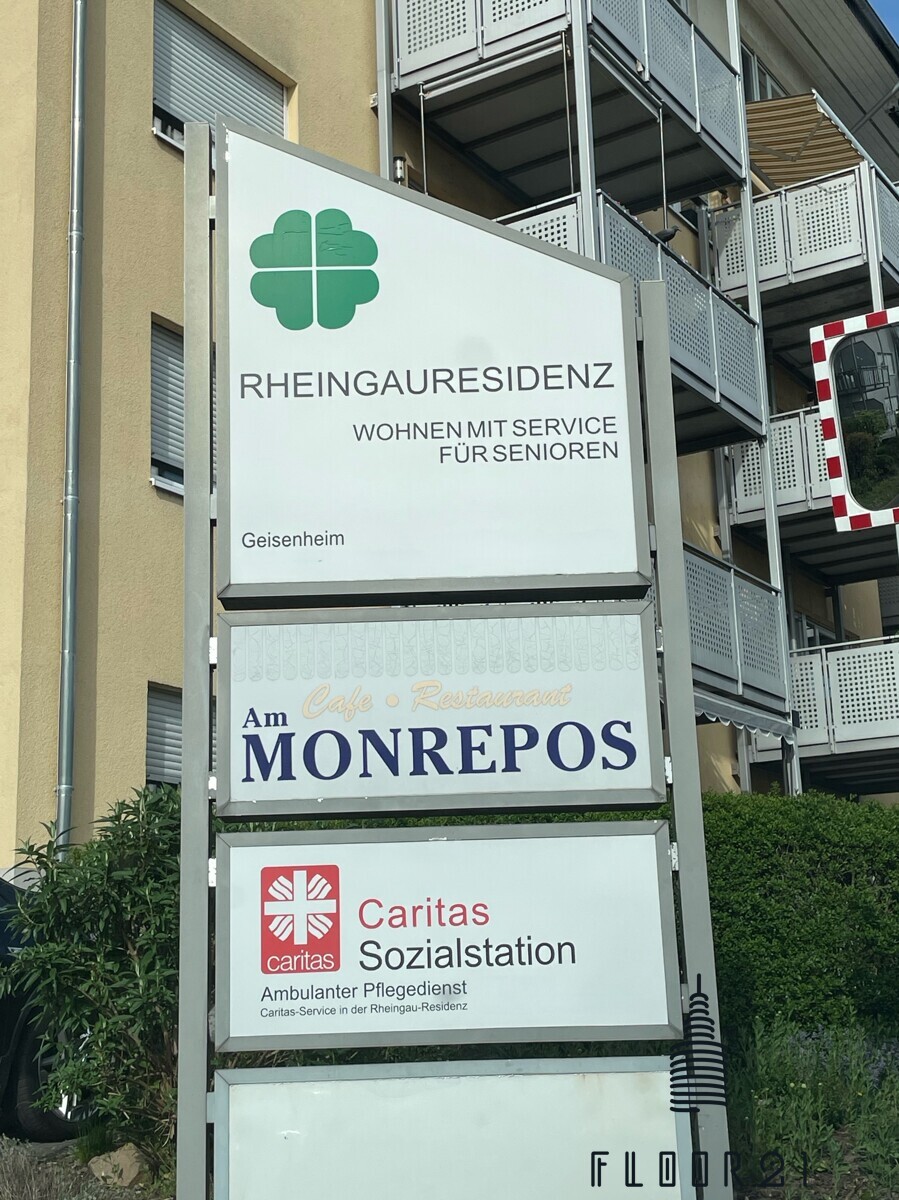 RHEINGAURESIDENZ
WOHNEN MIT SERVICE
FÜR SENIOREN
Geisenheim
Cafe • Restaurant
Am
MONREPOS
caritas
Caritas
Sozialstation
Ambulanter Pflegedienst
Caritas-Service in der Rheingau-Residenz
FLOOR21